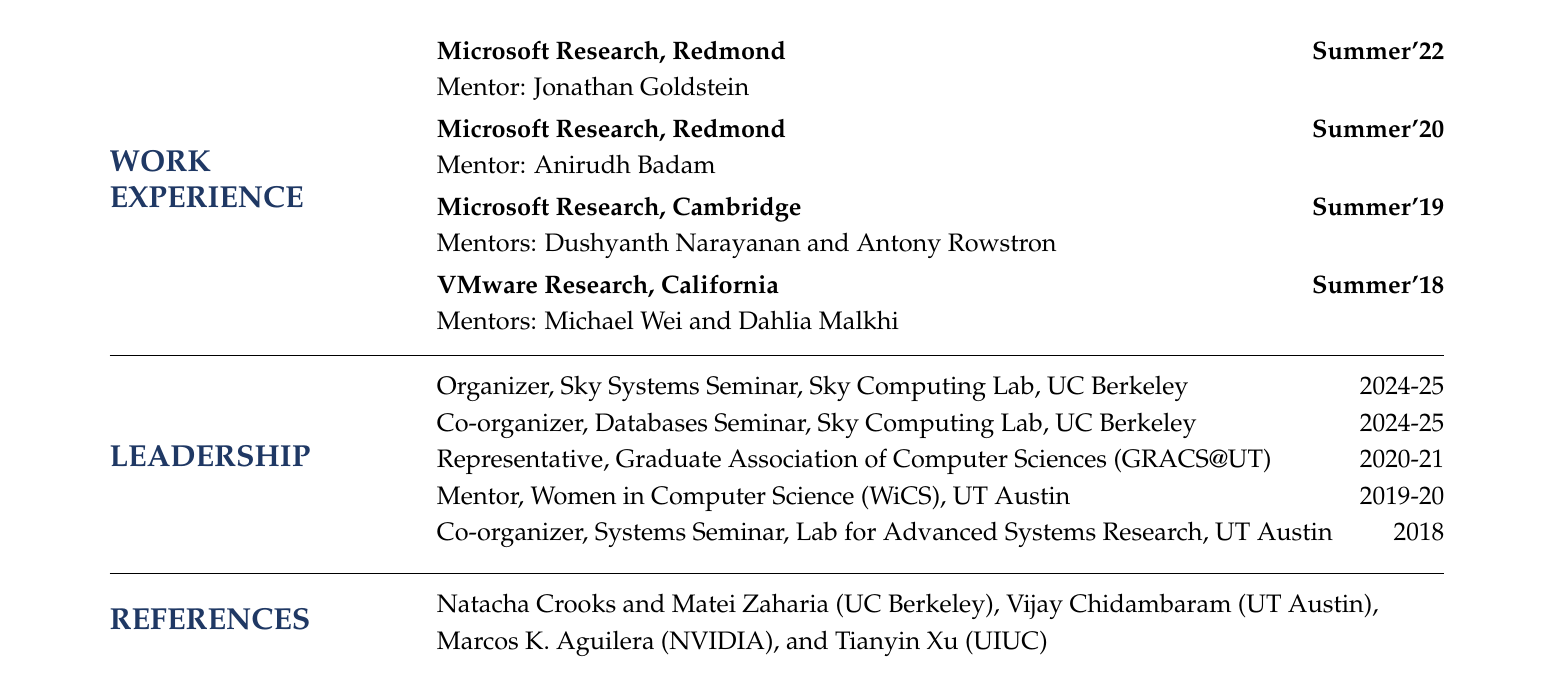 WORK
EXPERIENCE
Microsoft Research, Redmond Summer'22
Mentor: Jonathan Goldstein
Microsoft Research, Redmond Summer'20
Mentor: Anirudh Badam
Microsoft Research, Cambridge Summer'19
Mentors: Dushyanth Narayanan and Antony Rowstron
VMware Research, California Summer'18
Mentors: Michael Wei and Dahlia Malkhi
LEADERSHIP
Organizer, Sky Systems Seminar, Sky Computing Lab, UC Berkeley 2024-25
Co-organizer, Databases Seminar, Sky Computing Lab, UC Berkeley 2024-25
Representative, Graduate Association of Computer Sciences (GRACS@UT) 2020-21
Mentor, Women in Computer Science (WiCS), UT Austin 2019-20
Co-organizer, Systems Seminar, Lab for Advanced Systems Research, UT Austin 2018
REFERENCES
Natacha Crooks and Matei Zaharia (UC Berkeley), Vijay Chidambaram (UT Austin),
Marcos K. Aguilera (NVIDIA), and Tianyin Xu (UIUC)